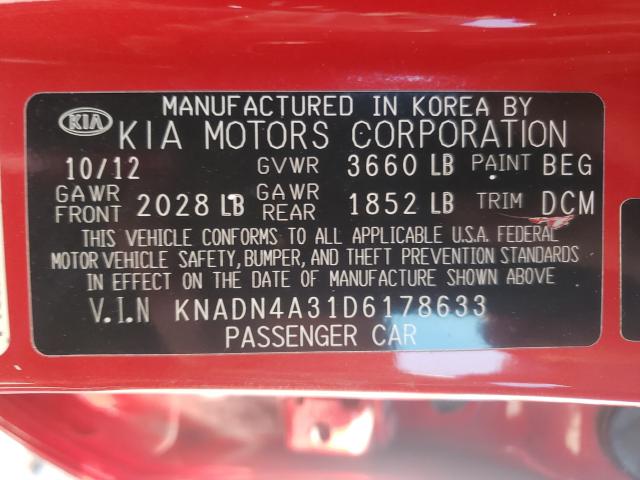 MANUFACTURED IN KOREA BY
KIA KIA MOTORS CORPORATION
10/12 GVWR 3660 LB PAINT BEG
GAWR FRONT 2028 LB GAWR REAR 1852 LB TRIM DCM
THIS VEHICLE CONFORMS TO ALL APPLICABLE U.S.A. FEDERAL
MOTOR VEHICLE SAFETY, BUMPER, AND THEFT PREVENTION STANDARDS
IN EFFECT ON THE DATE OF MANUFACTURE SHOWN ABOVE
V.I.N KNADN4A31D6178633
PASSENGER CAR